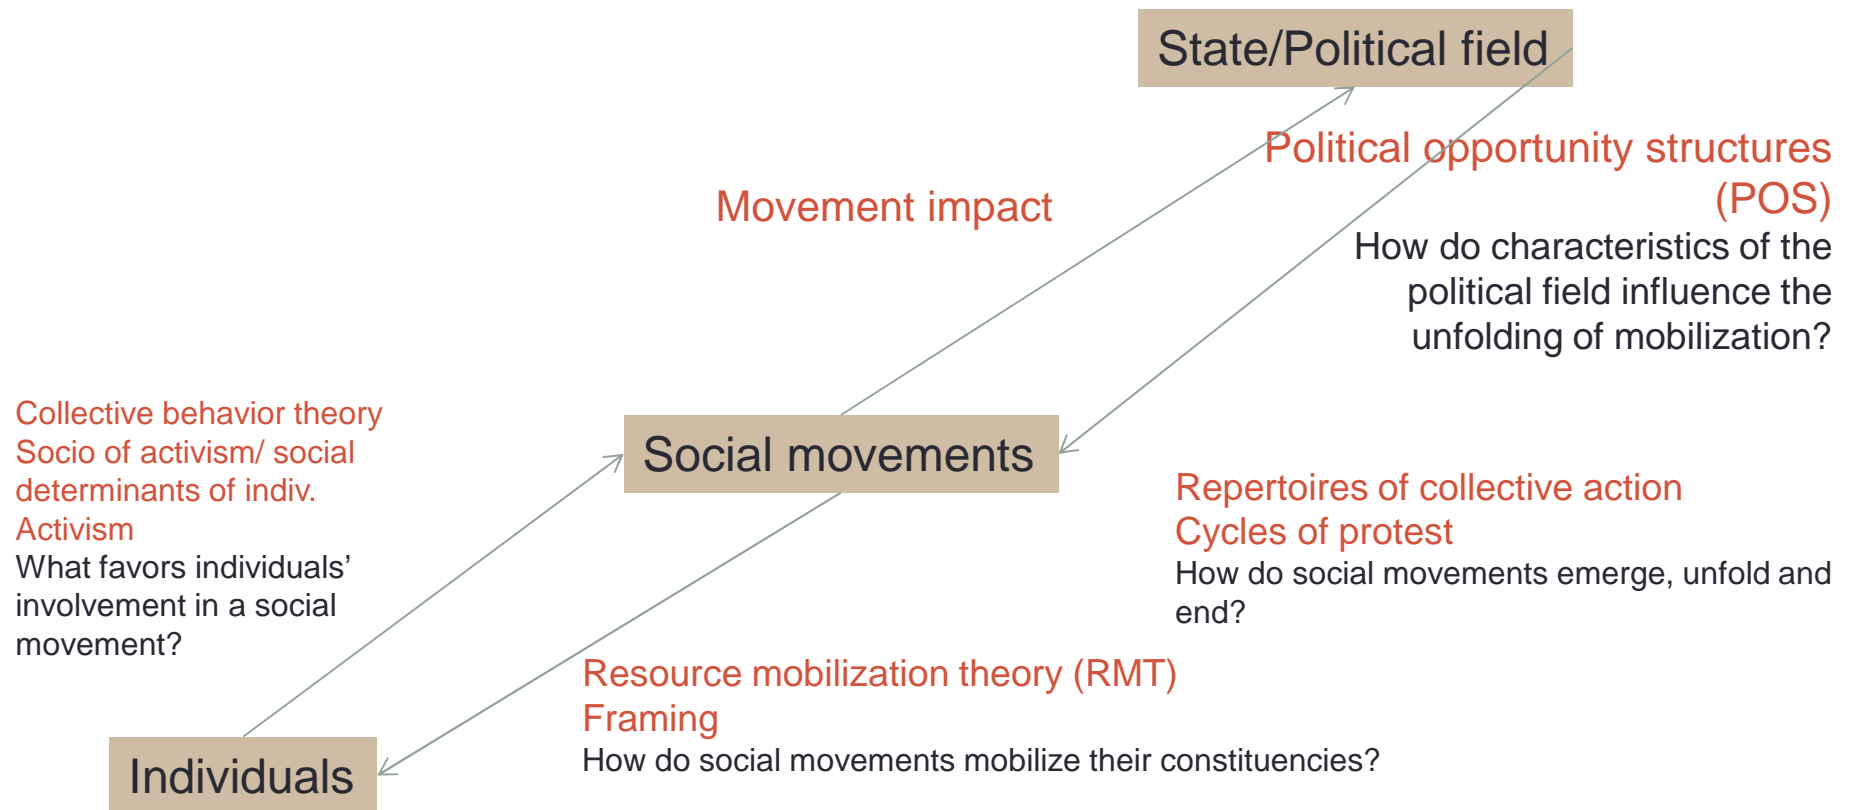 State/Political field
Political opportunity structures
(POS)
How do characteristics of the
political field influence the
unfolding of mobilization?
Movement impact
Collective behavior theory
Socio of activism/ social
determinants of indiv.
Activism
What favors individuals’
involvement in a social
movement?
Social movements
Repertoires of collective action
Cycles of protest
How do social movements emerge, unfold and
end?
Resource mobilization theory (RMT)
Framing
How do social movements mobilize their constituencies?
Individuals